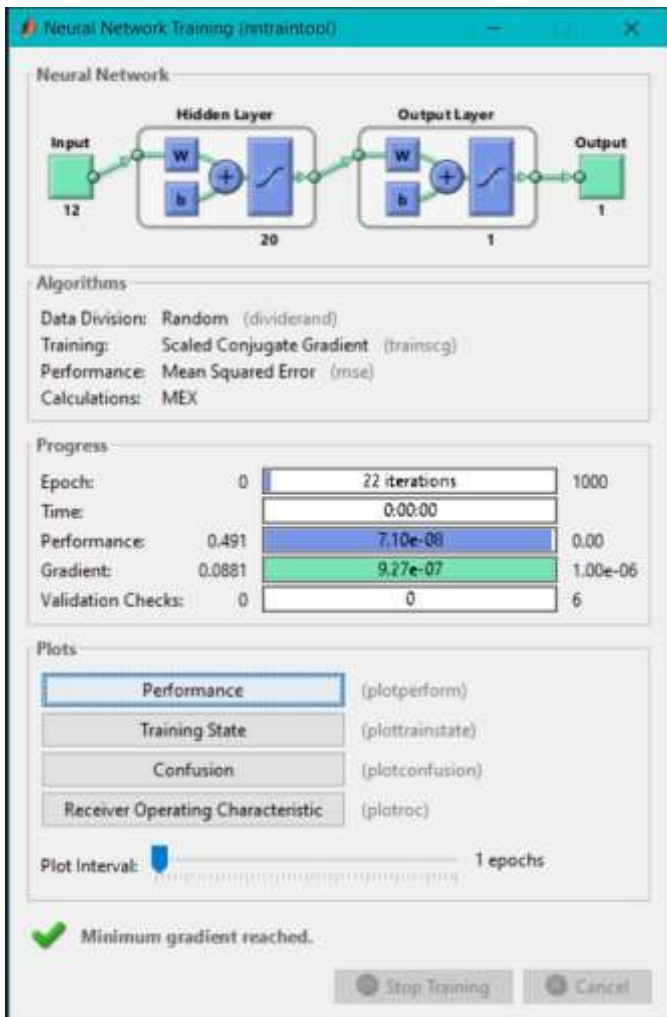 Neural Network Training (nntraintool)
Neural Network
Hidden Layer
Output Layer
Input
Output
W
b
+
W
b
+
12
20
1
1
Algorithms
Data Division: Random (dividerand)
Training: Scaled Conjugate Gradient (trainscg)
Performance: Mean Squared Error (mse)
Calculations: MEX
Progress
Epoch: 0 22 iterations 1000
Time: 0:00:00
Performance: 0.491 7.10e-08 0.00
Gradient: 0.0881 9.27e-07 1.00e-06
Validation Checks: 0 0 6
Plots
Performance (plotperform)
Training State (plottrainstate)
Confusion (plotconfusion)
Receiver Operating Characteristic (plotroc)
Plot Interval: 1 epochs
Minimum gradient reached.
Stop Training Cancel